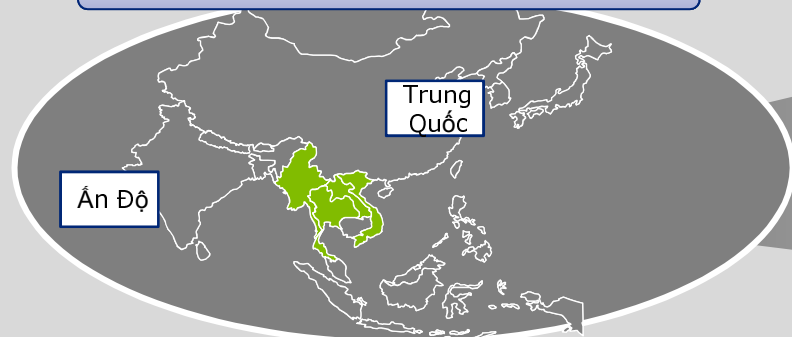 Trung
Quốc
Ấn Độ